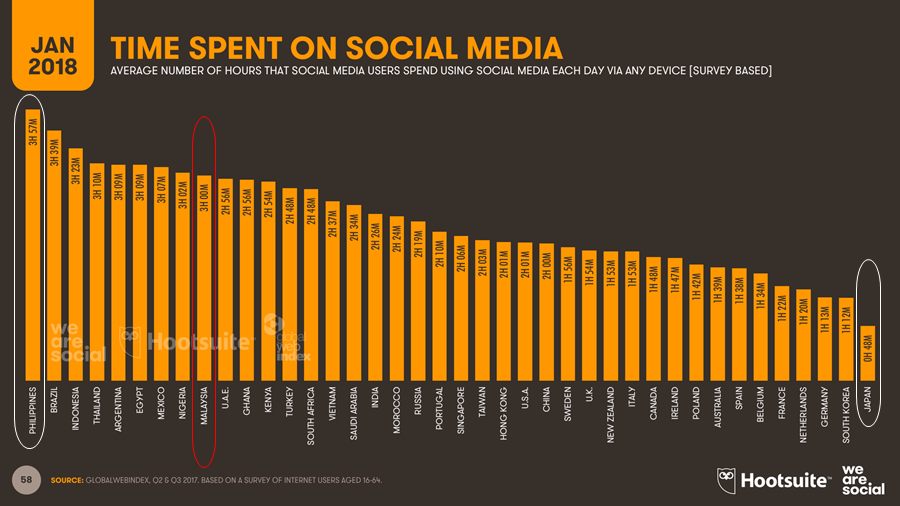 JAN
2018
TIME SPENT ON SOCIAL MEDIA
AVERAGE NUMBER OF HOURS THAT SOCIAL MEDIA USERS SPEND USING SOCIAL MEDIA EACH DAY VIA ANY DEVICE [SURVEY BASED]
3H 57M
3H 39M
3H 23M
3H 10M
3H 09M
3H 09M
3H 07M
3H 02M
3H 00M
2H 56M
2H 56M
2H 54M
2H 48M
2H 48M
2H 37M
2H 34M
2H 26M
2H 24M
2H 19M
2H 10M
2H 06M
2H 03M
2H 01M
2H 01M
2H 00M
1H 56M
1H 54M
1H 53M
1H 53M
1H 48M
1H 47M
1H 42M
1H 39M
1H 38M
1H 34M
1H 22M
1H 20M
1H 13M
1H 12M
0H 48M
we
are
social
Hootsuite™
global
web
index
PHILIPPINES
BRAZIL
INDONESIA
THAILAND
ARGENTINA
EGYPT
MEXICO
NIGERIA
MALAYSIA
U.A.E.
GHANA
KENYA
TURKEY
SOUTH AFRICA
VIETNAM
SAUDI ARABIA
INDIA
MOROCCO
RUSSIA
PORTUGAL
SINGAPORE
TAIWAN
HONG KONG
U.S.A.
CHINA
SWEDEN
U.K.
NEW ZEALAND
ITALY
CANADA
IRELAND
POLAND
AUSTRALIA
SPAIN
BELGIUM
FRANCE
NETHERLANDS
GERMANY
SOUTH KOREA
JAPAN
58
SOURCE: GLOBALWEBINDEX, Q2 & Q3 2017. BASED ON A SURVEY OF INTERNET USERS AGED 16-64.
Hootsuite™
we
are
social